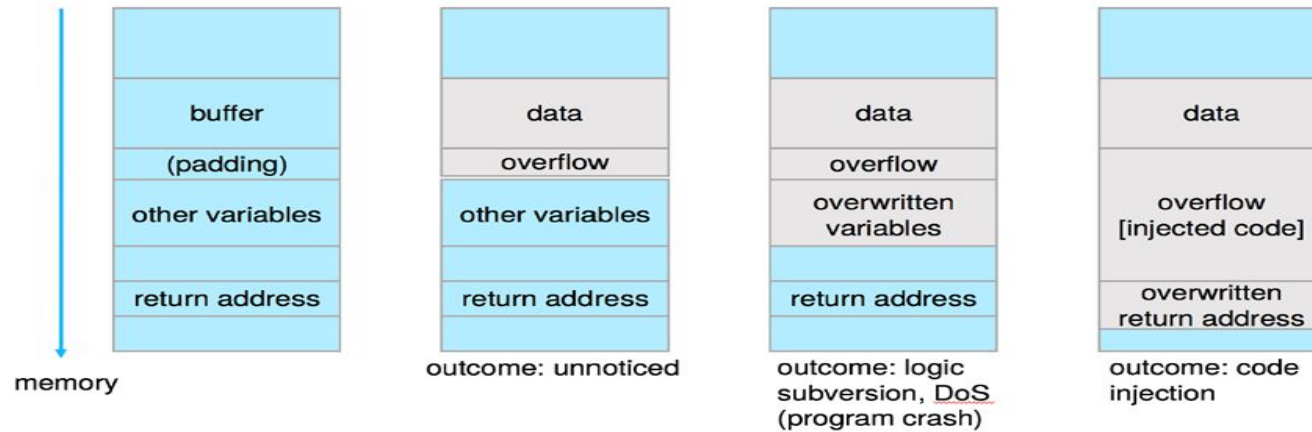 buffer
(padding)
other variables
return address
memory
data
overflow
other variables
return address
outcome: unnoticed
data
overflow
overwritten
variables
return address
outcome: logic
subversion, DoS
(program crash)
data
overflow
[injected code]
overwritten
return address
outcome: code
injection